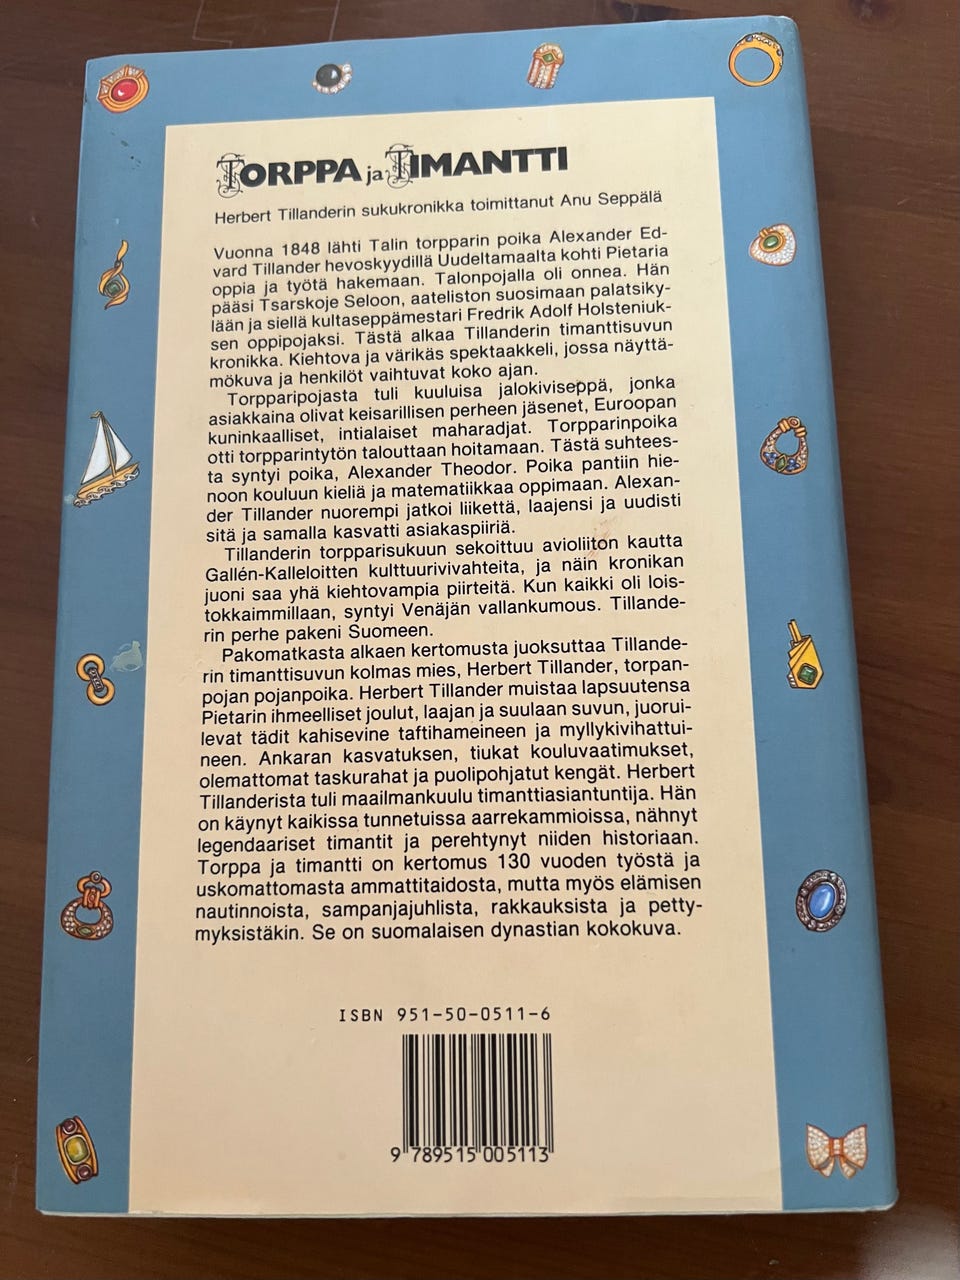 TORPPA ja TIMANTTI
Herbert Tillanderin sukukronikka toimittanut Anu Seppälä
Vuonna 1848 lähti Talin torpparin poika Alexander Ed-
vard Tillander hevoskyydillä Uudeltamaalta kohti Pietaria
oppia ja työtä hakemaan. Talonpojalla oli onnea. Hän
pääsi Tsarskoje Seloon, aateliston suosimaan palatsiky-
lään ja siellä kultaseppämestari Fredrik Adolf Holsteniuk-
sen oppipojaksi. Tästä alkaa Tillanderin timanttisuvun
kronikka. Kiehtova ja värikäs spektaakkeli, jossa näyttä-
mökuva ja henkilöt vaihtuvat koko ajan.
Torpparipojasta tuli kuuluisa jalokiviseppä, jonka
asiakkaina olivat keisarillisen perheen jäsenet, Euroopan
kuninkaalliset, intialaiset maharadjat. Torpparinpoika
otti torpparintytön talouttaan hoitamaan. Tästä suhtees-
ta syntyi poika, Alexander Theodor. Poika pantiin hie-
noon kouluun kieliä ja matematiikkaa oppimaan. Alexan-
der Tillander nuorempi jatkoi liikettä, laajensi ja uudisti
sitä ja samalla kasvatti asiakaspiiriä.
Tillanderin torpparisukuun sekoittuu avioliiton kautta
Gallén-Kalleloitten kulttuurivivahteita, ja näin kronikan
juoni saa yhä kiehtovampia piirteitä. Kun kaikki oli lois-
tokkaimmillaan, syntyi Venäjän vallankumous. Tillande-
rin perhe pakeni Suomeen.
Pakomatkasta alkaen kertomusta juoksuttaa Tillande-
rin timanttisuvun kolmas mies, Herbert Tillander, torpan-
pojan pojanpoika. Herbert Tillander muistaa lapsuutensa
Pietarin ihmeelliset joulut, laajan ja suulaan suvun, juorui-
levat tädit kahisevine taftihameineen ja myllykivihattui-
neen. Ankaran kasvatuksen, tiukat kouluvaatimukset,
olemattomat taskurahat ja puolipohjatut kengät. Herbert
Tillanderista tuli maailmankuulu timanttiasiantuntija. Hän
on käynyt kaikissa tunnetuissa aarrekammioissa, nähnyt
legendaariset timantit ja perehtynyt niiden historiaan.
Torppa ja timantti on kertomus 130 vuoden työstä ja
uskomattomasta ammattitaidosta, mutta myös elämisen
nautinnoista, sampanjajuhlista, rakkauksista ja petty-
myksistäkin. Se on suomalaisen dynastian kokokuva.
ISBN 951-50-0511-6
9 789515 005113